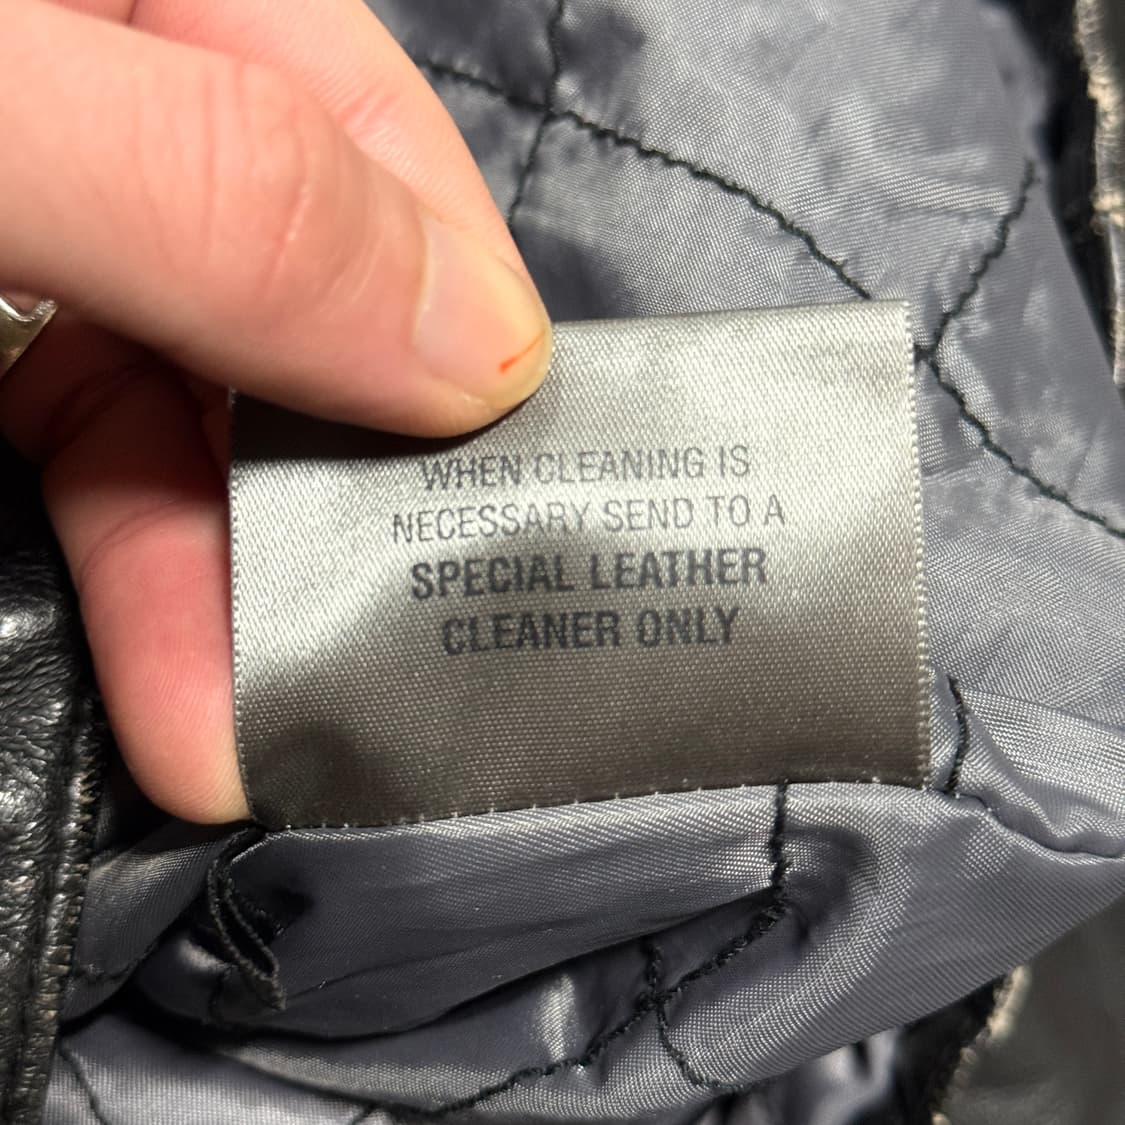 WHEN CLEANING IS
NECESSARY SEND TO A
SPECIAL LEATHER
CLEANER ONLY